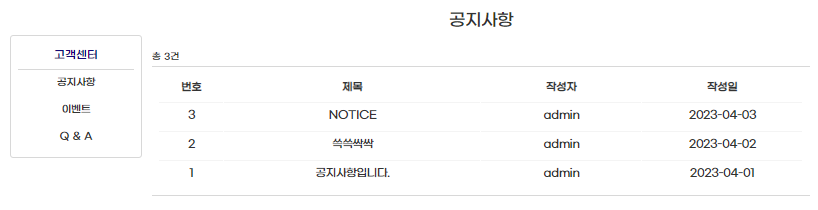 공지사항
고객센터
공지사항
이벤트
Q & A
총 3건
번호 제목 작성자 작성일
3 NOTICE admin 2023-04-03
2 쓱쓱싹싹 admin 2023-04-02
1 공지사항입니다. admin 2023-04-01